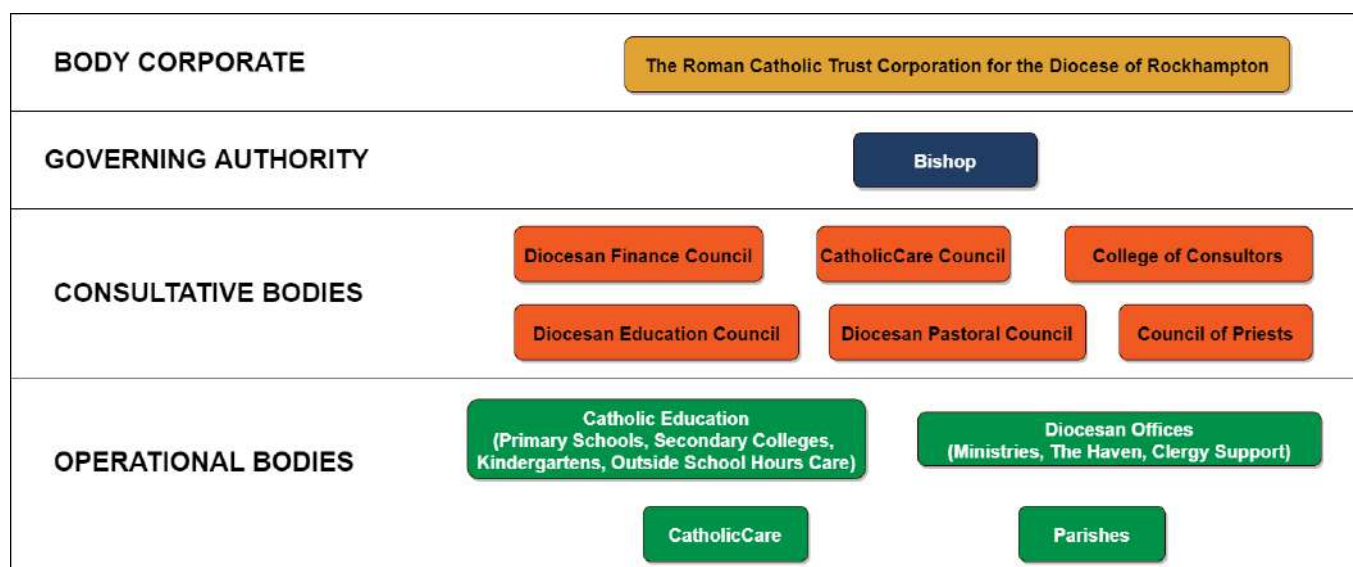 BODY CORPORATE
The Roman Catholic Trust Corporation for the Diocese of Rockhampton
GOVERNING AUTHORITY
Bishop
CONSULTATIVE BODIES
Diocesan Finance Council
CatholicCare Council
College of Consultors
Diocesan Education Council
Diocesan Pastoral Council
Council of Priests
OPERATIONAL BODIES
Catholic Education
(Primary Schools, Secondary Colleges,
Kindergartens, Outside School Hours Care)
Diocesan Offices
(Ministries, The Haven, Clergy Support)
CatholicCare
Parishes